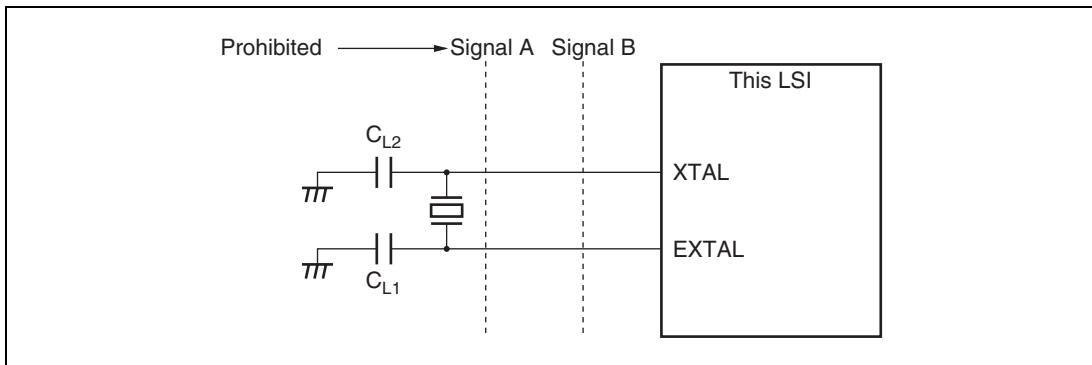 Prohibited Signal A Signal B
This LSI
CL2
XTAL
EXTAL
CL1